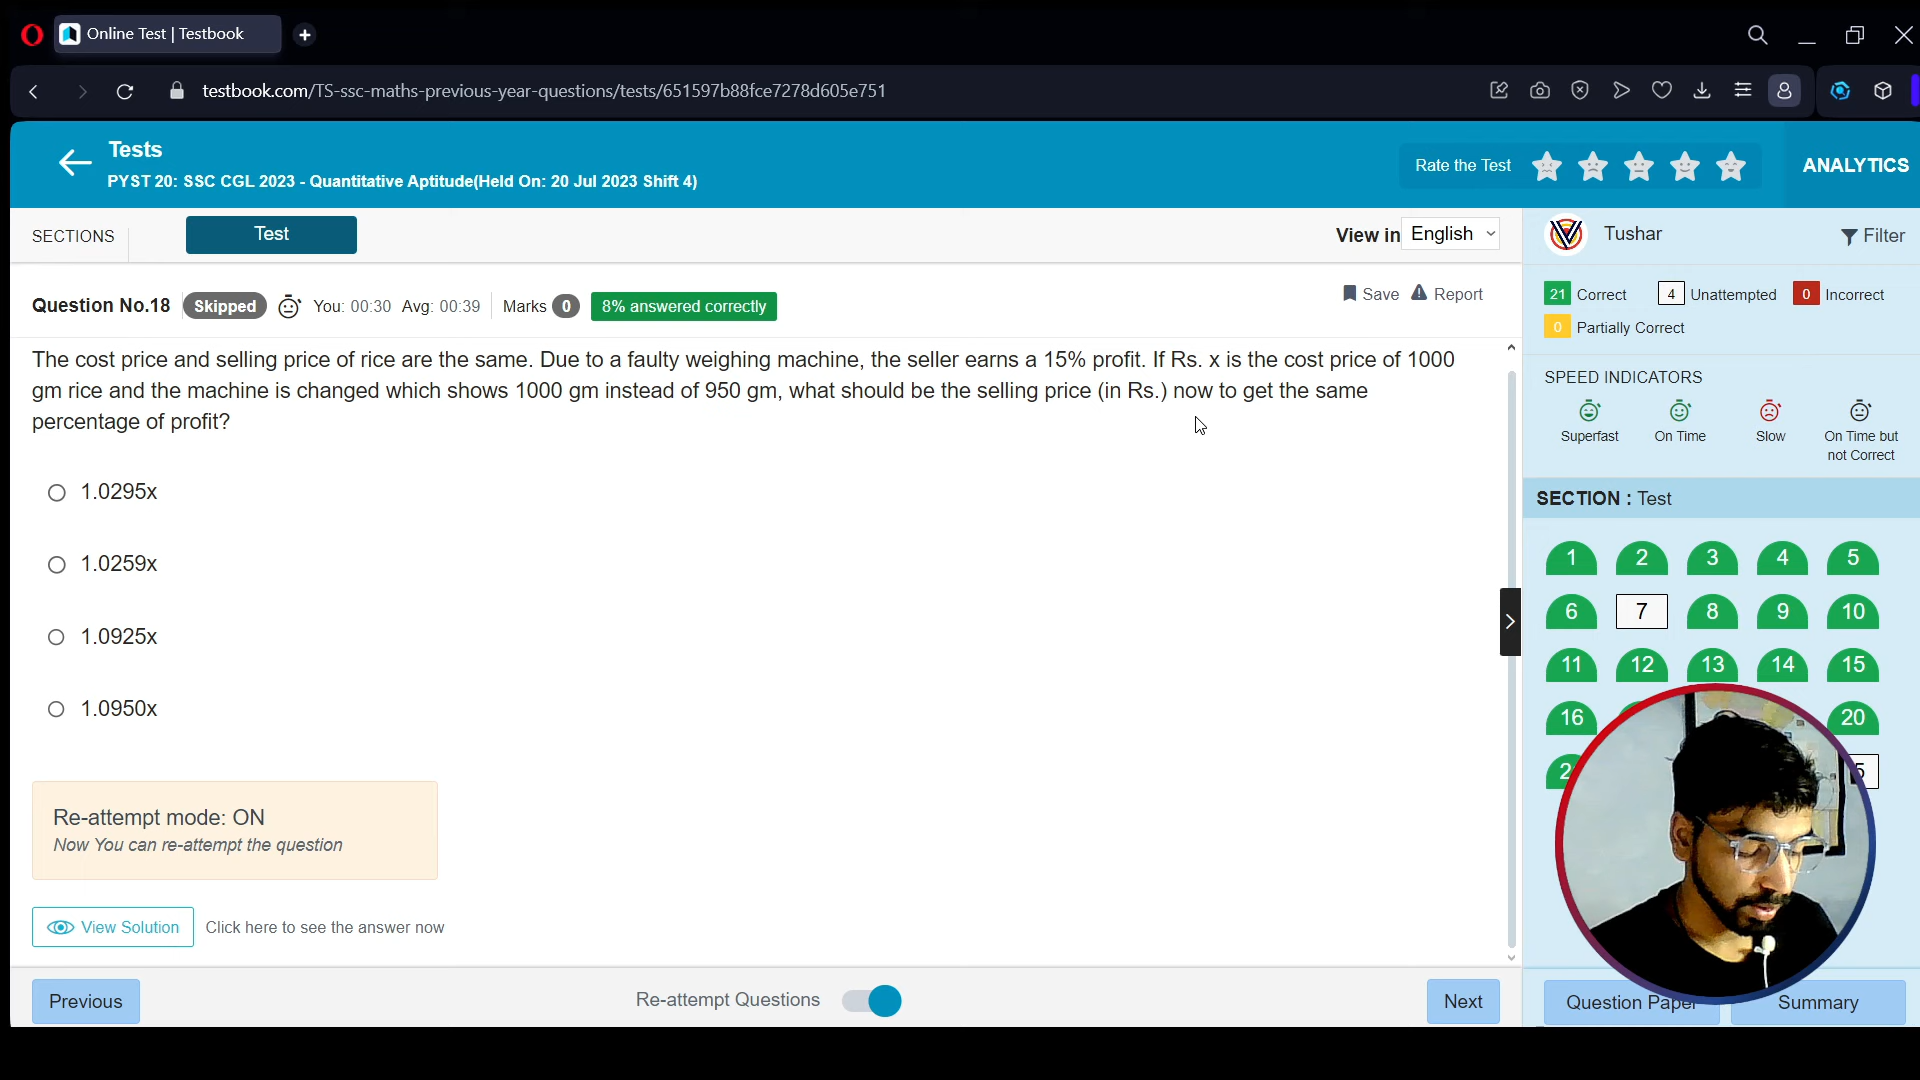 Online Test | Testbook
testbook.com/TS-ssc-maths-previous-year-questions/tests/651597b88fce7278d605e751
Tests
PYST 20: SSC CGL 2023 - Quantitative Aptitude(Held On: 20 Jul 2023 Shift 4)
Rate the Test
ANALYTICS
SECTIONS
Test
View in English
Tushar
Filter
Question No.18 Skipped You: 00:30 Avg: 00:39 Marks 0 8% answered correctly
Save Report
21 Correct 4 Unattempted 0 Incorrect
0 Partially Correct
The cost price and selling price of rice are the same. Due to a faulty weighing machine, the seller earns a 15% profit. If Rs. x is the cost price of 1000
gm rice and the machine is changed which shows 1000 gm instead of 950 gm, what should be the selling price (in Rs.) now to get the same
percentage of profit?
SPEED INDICATORS
Superfast On Time Slow On Time but
not Correct
1.0295x
1.0259x
1.0925x
1.0950x
SECTION : Test
1 2 3 4 5
6 7 8 9 10
11 12 13 14 15
16 20
2 5
Re-attempt mode: ON
Now You can re-attempt the question
View Solution Click here to see the answer now
Previous
Re-attempt Questions
Next
Question Paper
Summary